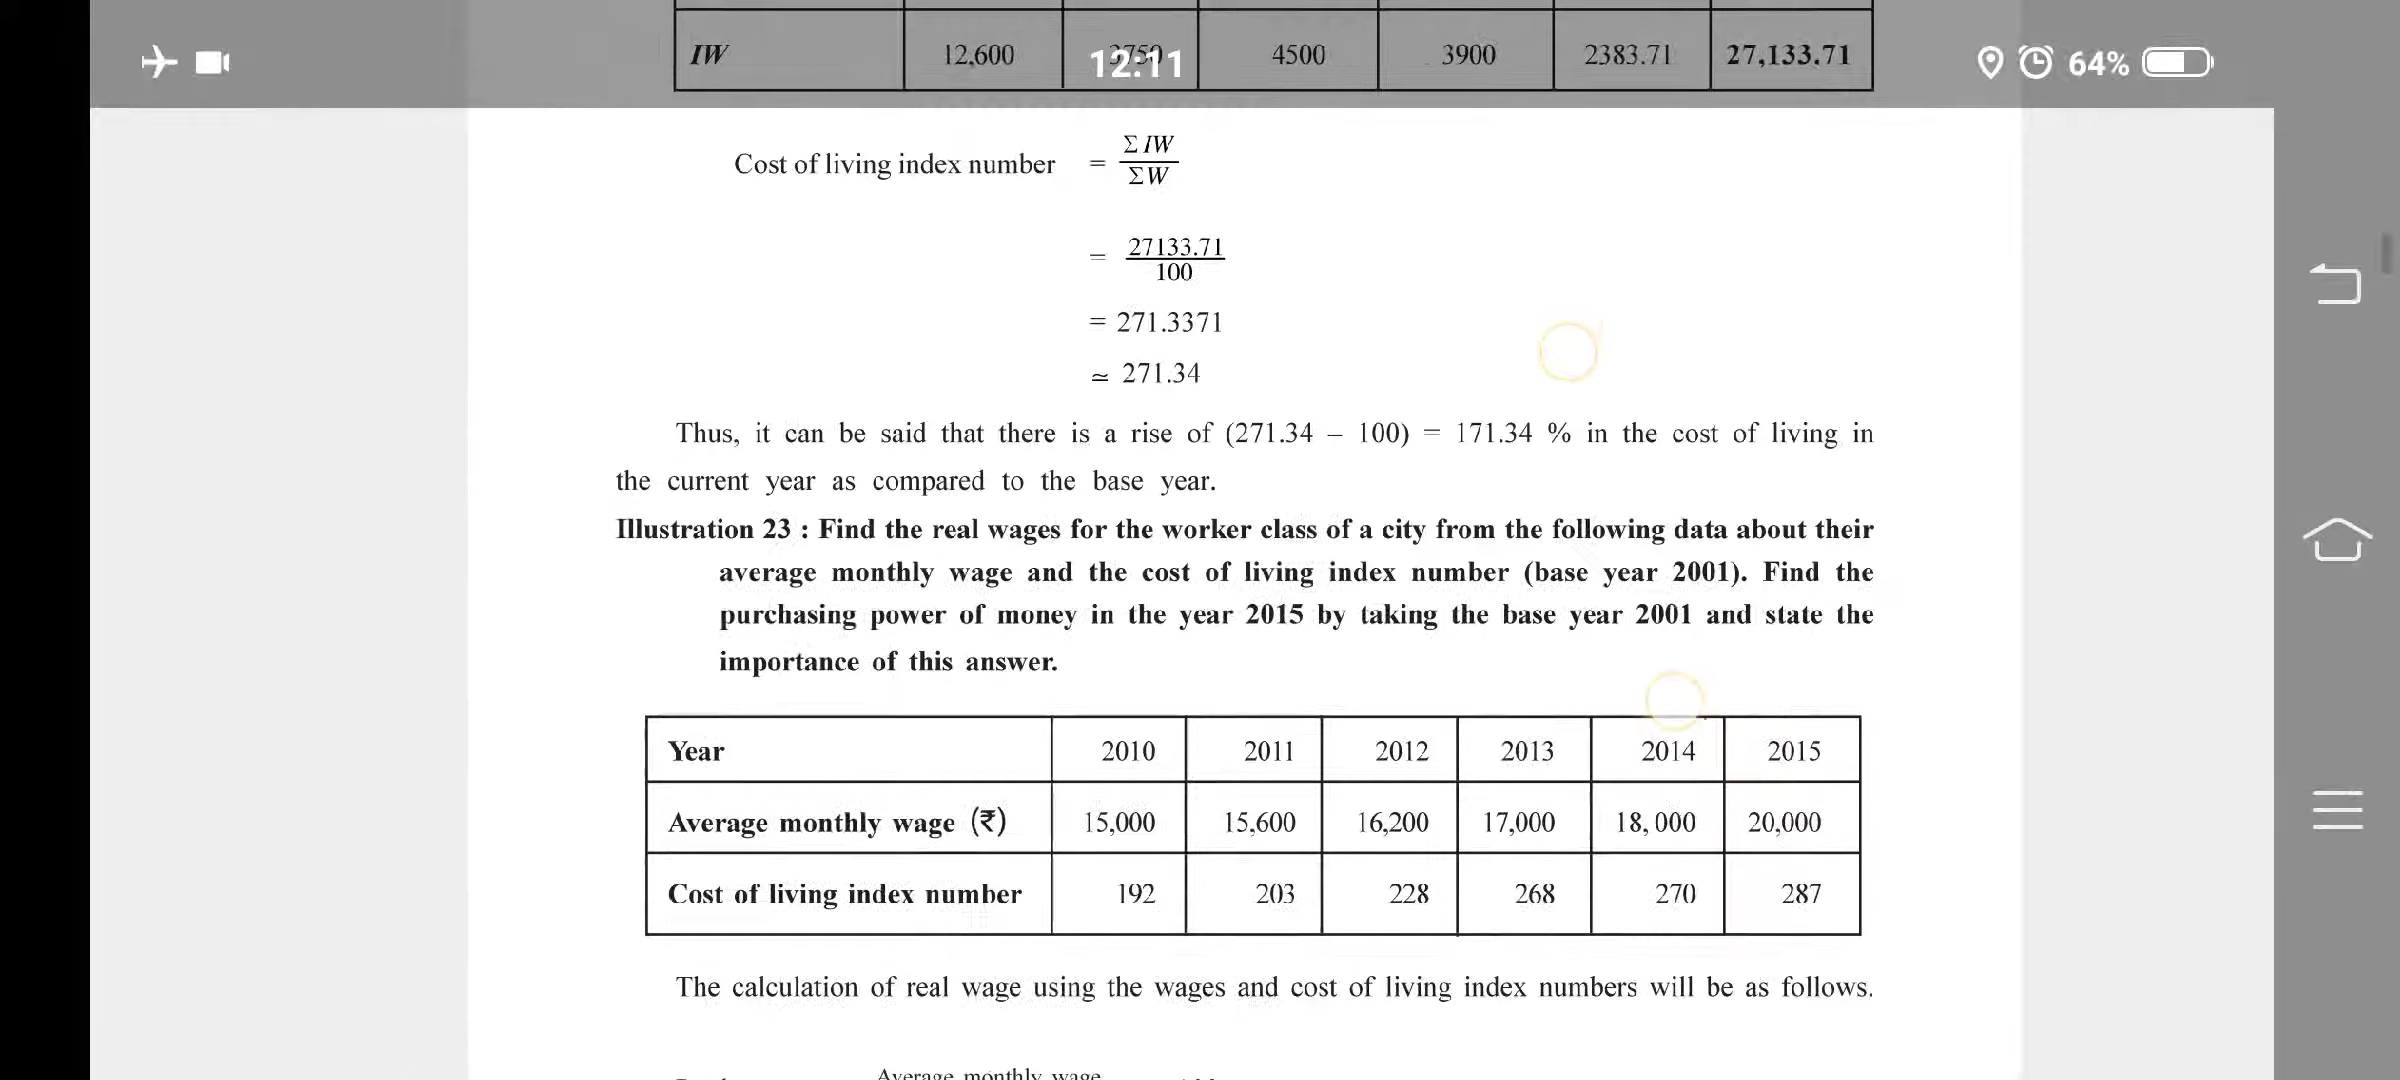 IW 12,600 4500 3900 2383.71 27,133.71
12:11
64%
Cost of living index number = Σ IW / ΣW
= 27133.71 / 100
= 271.3371
≃ 271.34
Thus, it can be said that there is a rise of (271.34 – 100) = 171.34 % in the cost of living in
the current year as compared to the base year.
Illustration 23 : Find the real wages for the worker class of a city from the following data about their
average monthly wage and the cost of living index number (base year 2001). Find the
purchasing power of money in the year 2015 by taking the base year 2001 and state the
importance of this answer.
Year 2010 2011 2012 2013 2014 2015
Average monthly wage (₹) 15,000 15,600 16,200 17,000 18, 000 20,000
Cost of living index number 192 203 228 268 270 287
The calculation of real wage using the wages and cost of living index numbers will be as follows.
Average monthly wage